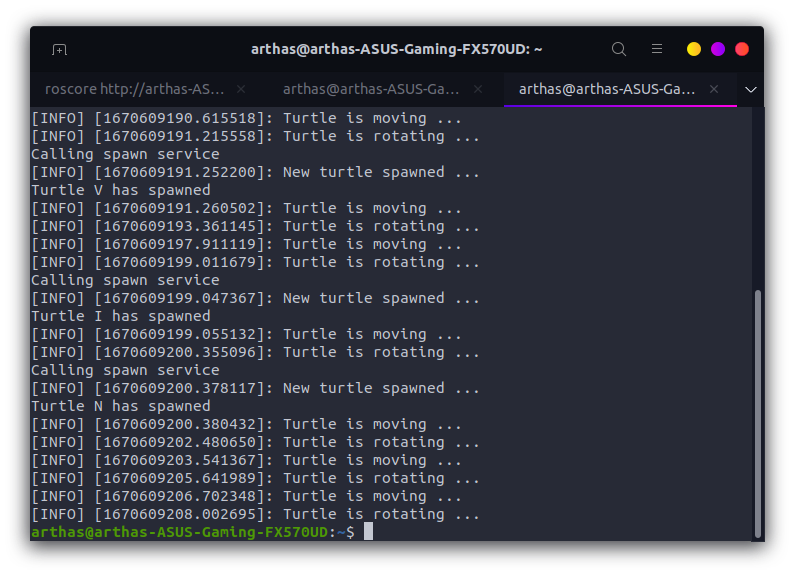 arthas@arthas-ASUS-Gaming-FX570UD: ~
roscore http://arthas-AS...
arthas@arthas-ASUS-Ga...
arthas@arthas-ASUS-Ga...
[INFO] [1670609190.615518]: Turtle is moving ...
[INFO] [1670609191.215558]: Turtle is rotating ...
Calling spawn service
[INFO] [1670609191.252200]: New turtle spawned ...
Turtle V has spawned
[INFO] [1670609191.260502]: Turtle is moving ...
[INFO] [1670609193.361145]: Turtle is rotating ...
[INFO] [1670609197.911119]: Turtle is moving ...
[INFO] [1670609199.011679]: Turtle is rotating ...
Calling spawn service
[INFO] [1670609199.047367]: New turtle spawned ...
Turtle I has spawned
[INFO] [1670609199.055132]: Turtle is moving ...
[INFO] [1670609200.355096]: Turtle is rotating ...
Calling spawn service
[INFO] [1670609200.378117]: New turtle spawned ...
Turtle N has spawned
[INFO] [1670609200.380432]: Turtle is moving ...
[INFO] [1670609202.480650]: Turtle is rotating ...
[INFO] [1670609203.541367]: Turtle is moving ...
[INFO] [1670609205.641989]: Turtle is rotating ...
[INFO] [1670609206.702348]: Turtle is moving ...
[INFO] [1670609208.002695]: Turtle is rotating ...
arthas@arthas-ASUS-Gaming-FX570UD:~$